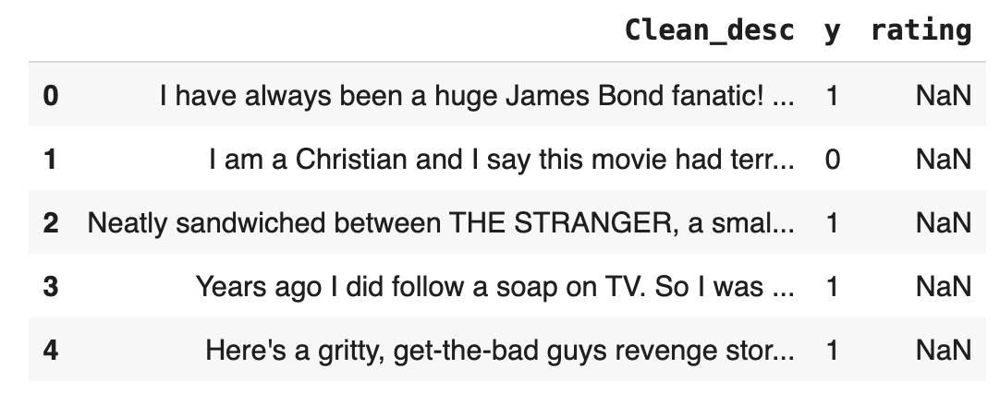 Clean_desc y rating
0 I have always been a huge James Bond fanatic! ... 1 NaN
1 I am a Christian and I say this movie had terr... 0 NaN
2 Neatly sandwiched between THE STRANGER, a smal... 1 NaN
3 Years ago I did follow a soap on TV. So I was ... 1 NaN
4 Here's a gritty, get-the-bad guys revenge stor... 1 NaN